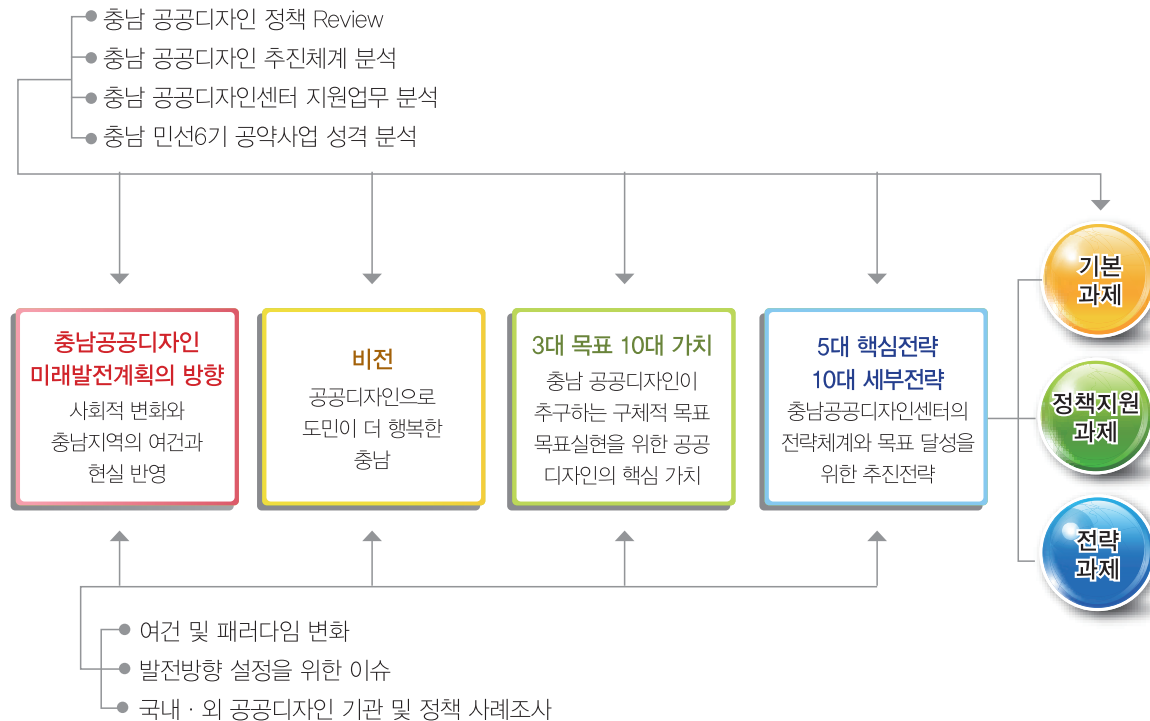 충남 공공디자인 정책 Review
충남 공공디자인 추진체계 분석
충남 공공디자인센터 지원업무 분석
충남 민선6기 공약사업 성격 분석
충남공공디자인
미래발전계획의 방향
사회적 변화와
충남지역의 여건과
현실 반영
비전
공공디자인으로
도민이 더 행복한
충남
3대 목표 10대 가치
충남 공공디자인이
추구하는 구체적 목표
목표실현을 위한 공공
디자인의 핵심 가치
5대 핵심전략
10대 세부전략
충남공공디자인센터의
전략체계와 목표 달성을
위한 추진전략
기본
과제
정책지원
과제
전략
과제
여건 및 패러다임 변화
발전방향 설정을 위한 이슈
국내 · 외 공공디자인 기관 및 정책 사례조사